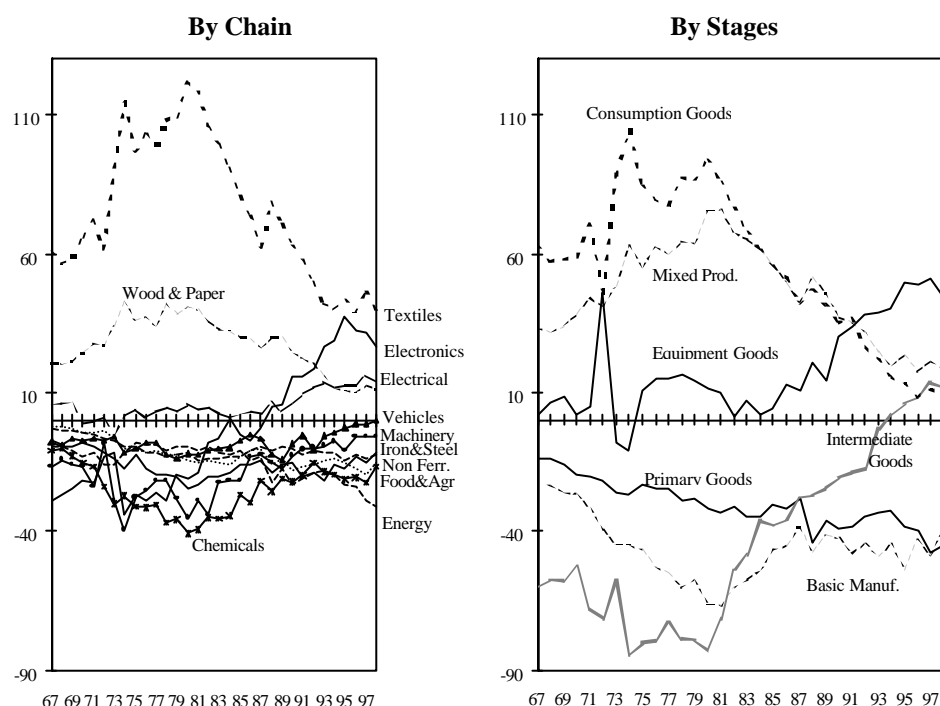 By Chain
110
60
10
-40
-90
Wood & Paper
Textiles
Electronics
Electrical
Vehicles
Machinery
Iron&Steel
Non Ferr.
Food&Agr
Energy
Chemicals
67 69 71 73 75 77 79 81 83 85 87 89 91 93 95 97
By Stages
110
60
10
-40
-90
Consumption Goods
Mixed Prod.
Equipment Goods
Intermediate
Goods
Primary Goods
Basic Manuf.
67 69 71 73 75 77 79 81 83 85 87 89 91 93 95 97